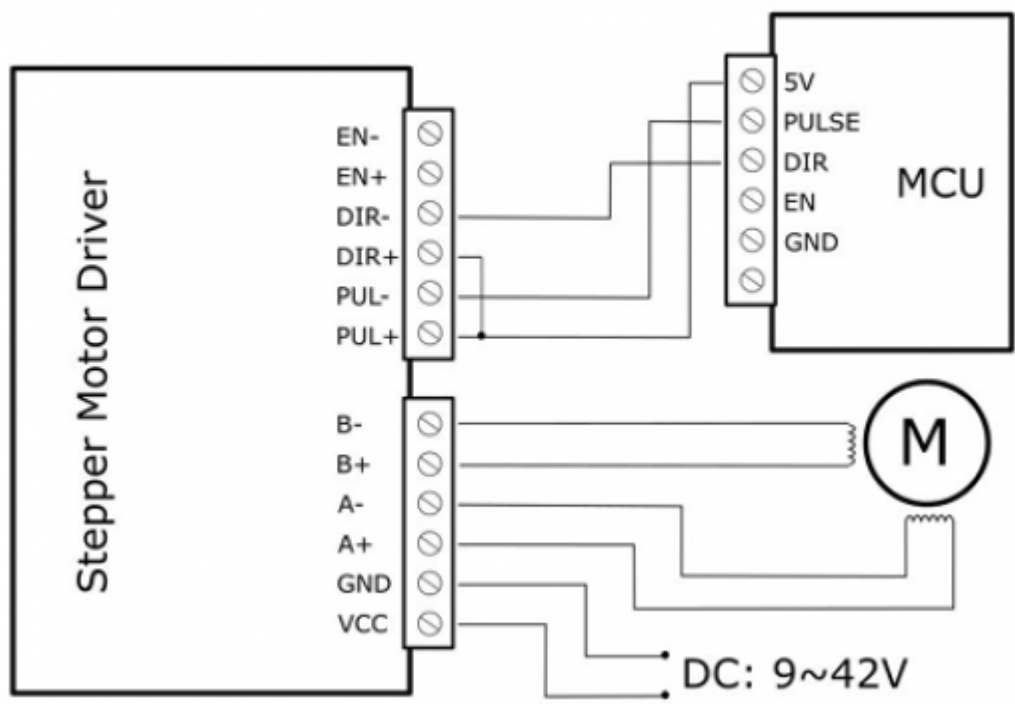 Stepper Motor Driver
EN-
EN+
DIR-
DIR+
PUL-
PUL+
B-
B+
A-
A+
GND
VCC
5V
PULSE
DIR
EN
GND
MCU
M
DC: 9~42V